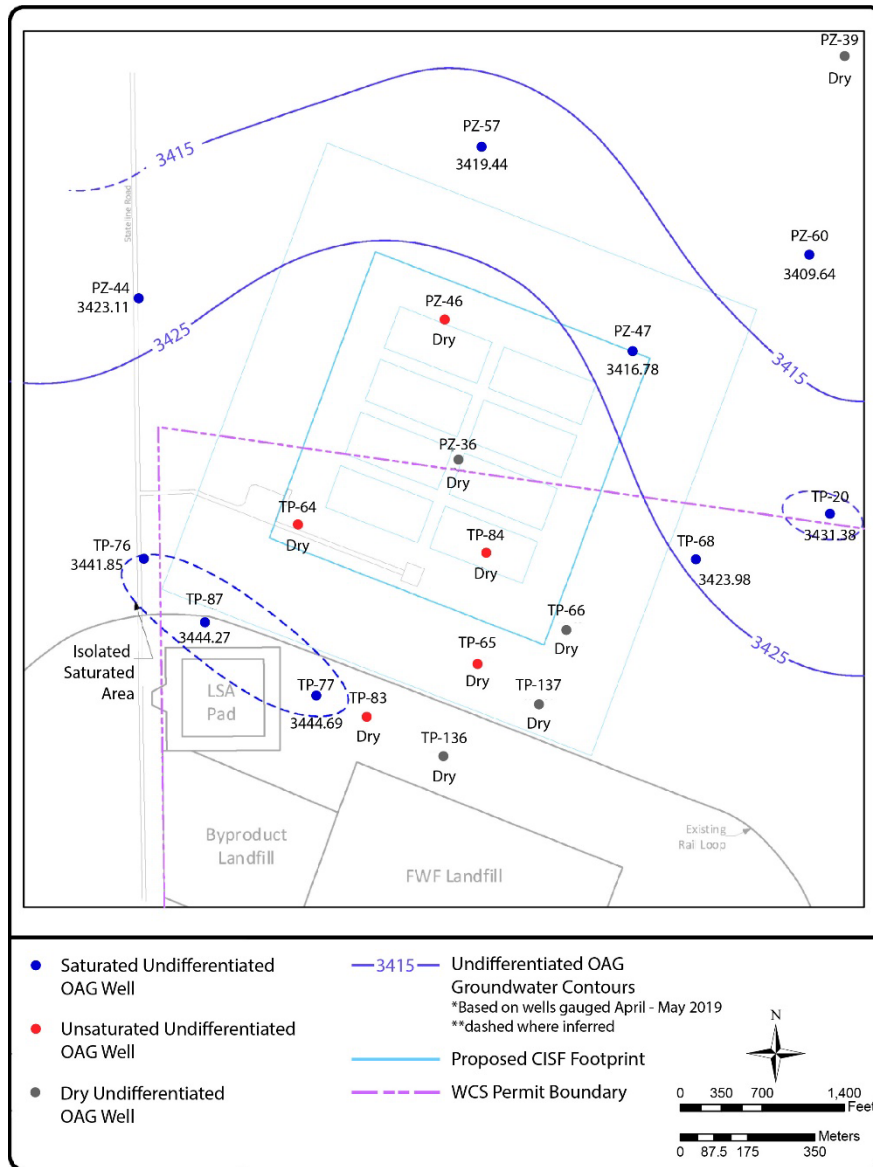 PZ-39
Dry
PZ-57
3419.44
3415
State line Road
PZ-60
3409.64
PZ-44
3423.11
3425
PZ-46
Dry
PZ-47
3416.78
3415
PZ-36
Dry
TP-64
Dry
TP-84
Dry
TP-20
3431.38
TP-68
3423.98
TP-76
3441.85
TP-87
3444.27
TP-66
Dry
TP-65
Dry
3425
Isolated
Saturated
Area
LSA
Pad
TP-77
3444.69
TP-83
Dry
TP-137
Dry
TP-136
Dry
Byproduct
Landfill
FWF Landfill
Existing
Rail Loop
Saturated Undifferentiated
OAG Well
Unsaturated Undifferentiated
OAG Well
Dry Undifferentiated
OAG Well
3415
Undifferentiated OAG
Groundwater Contours
*Based on wells gauged April - May 2019
**dashed where inferred
Proposed CISF Footprint
WCS Permit Boundary
N
0 350 700 1,400
Feet
Meters
0 87.5 175 350